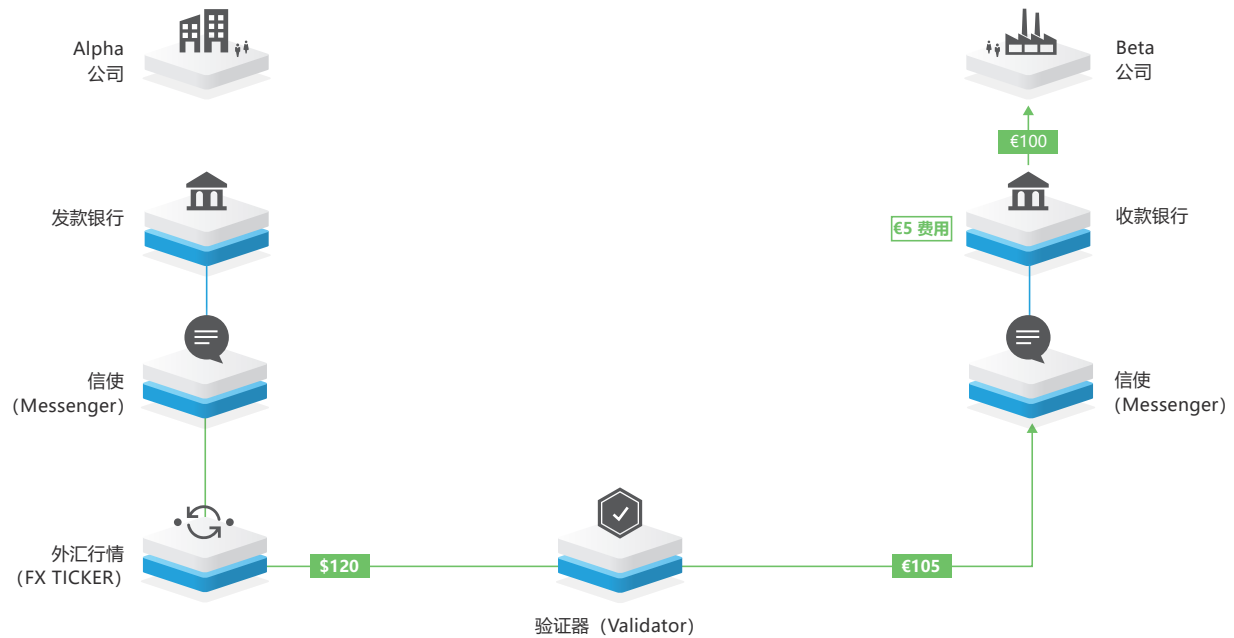 Alpha
公司
Beta
公司
€100
发款银行
€5 费用
收款银行
信使
（Messenger）
信使
（Messenger）
外汇行情
（FX TICKER）
$120
€105
验证器（Validator）